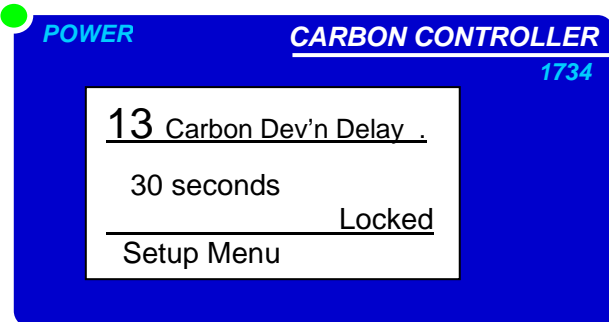 POWER
CARBON CONTROLLER
1734
13 Carbon Dev'n Delay .
30 seconds
Locked
Setup Menu